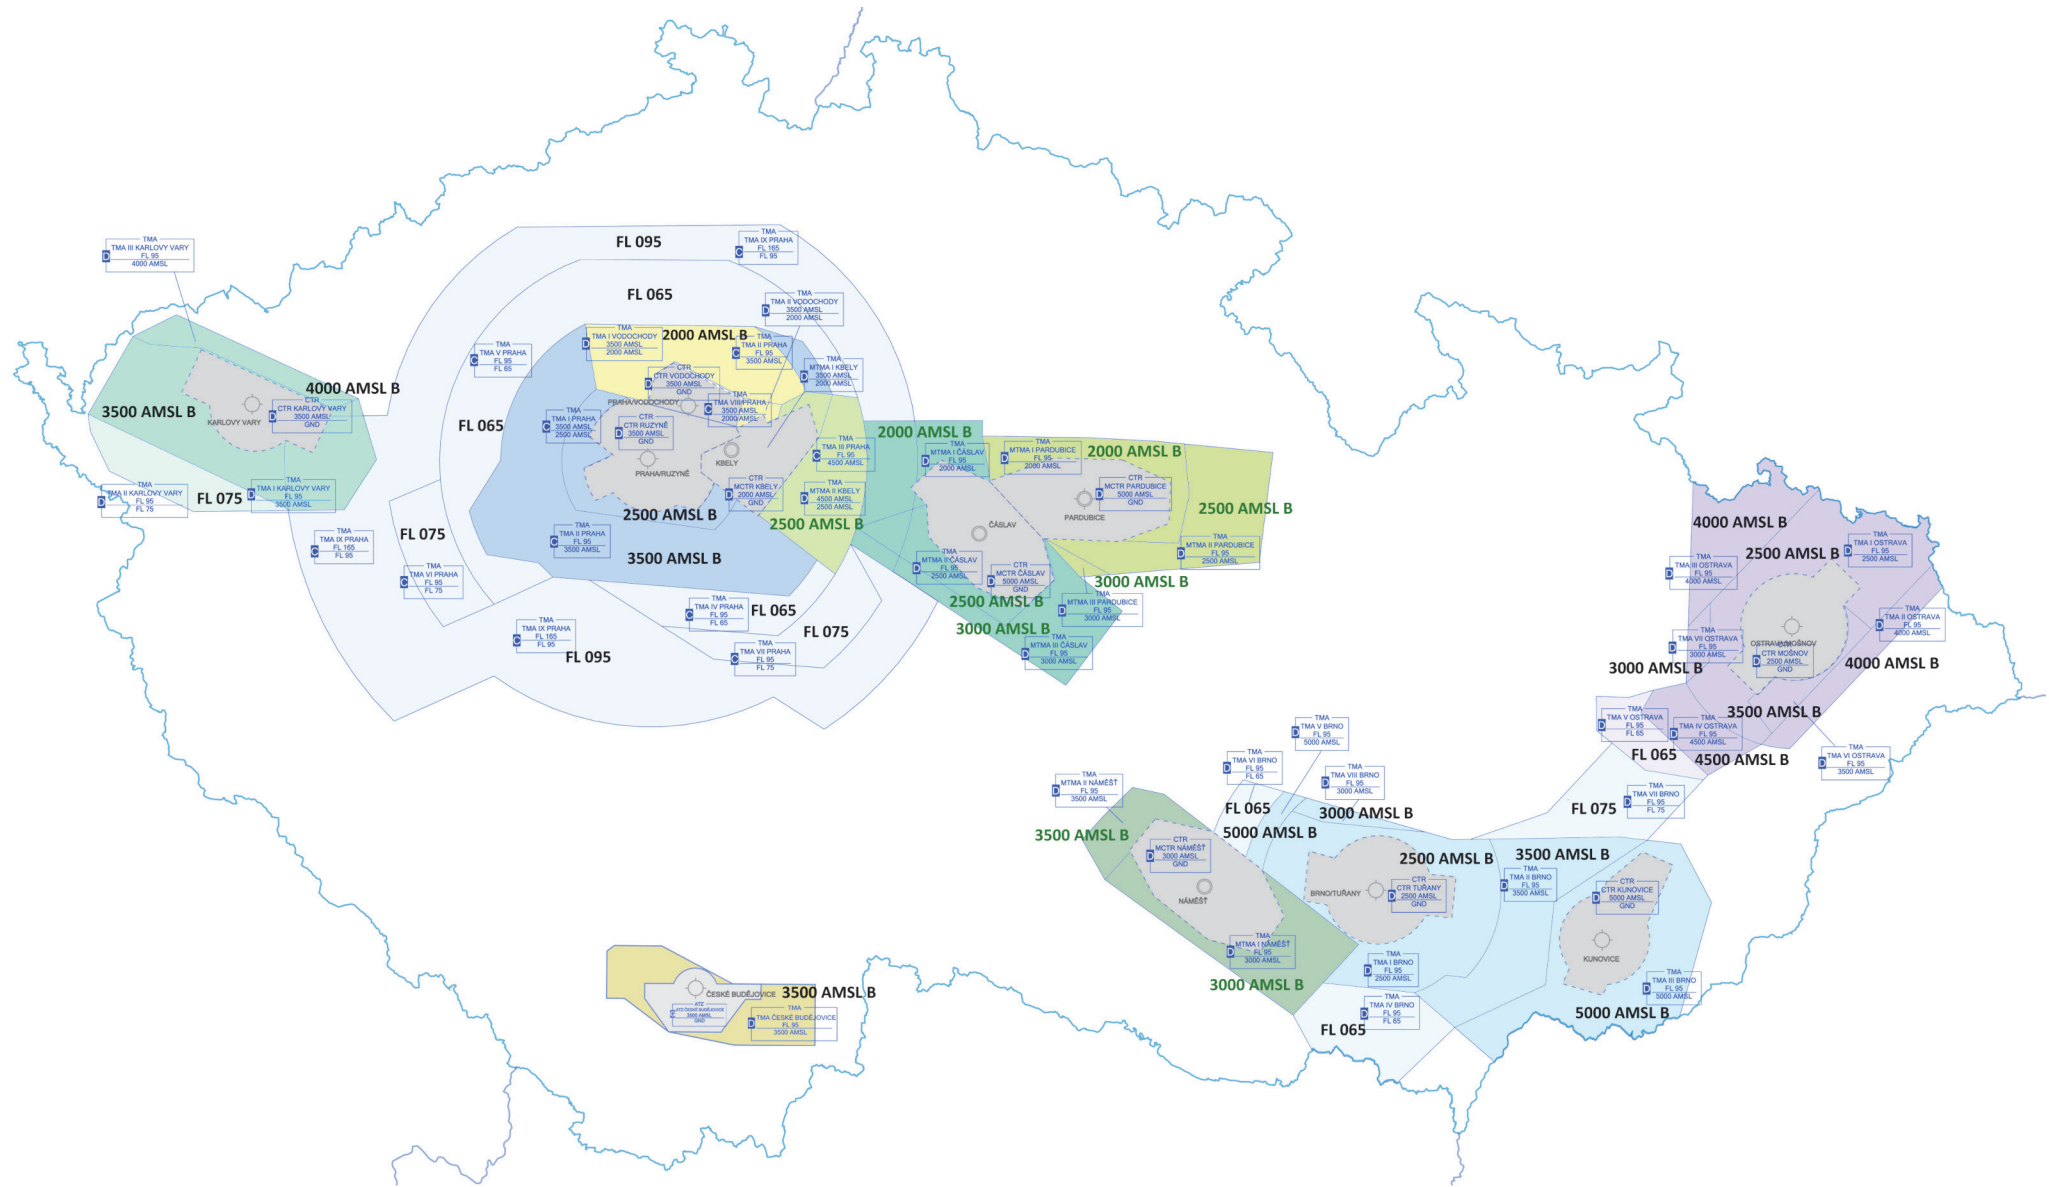 TMA
TMA III KARLOVY VARY
FL 95
4000 AMSL
D
3500 AMSL B
4000 AMSL B
KARLOVY VARY
CTR
CTR KARLOVY VARY
3500 AMSL
GND
D
TMA
TMA II KARLOVY VARY
FL 95
FL 75
D
FL 075
TMA
TMA I KARLOVY VARY
FL 95
3500 AMSL
D
FL 095
TMA
TMA IX PRAHA
FL 165
FL 95
C
FL 065
TMA
TMA II VODOCHODY
3500 AMSL
2000 AMSL
D
TMA
TMA V PRAHA
FL 95
FL 65
C
TMA
TMA I VODOCHODY
3500 AMSL
2000 AMSL
D
2000 AMSL B
TMA
TMA II PRAHA
FL 95
3500 AMSL
C
TMA
MTMA I KBELY
3500 AMSL
2000 AMSL
D
CTR
CTR VODOCHODY
3500 AMSL
GND
D
PRAHA/VODOCHODY
TMA
TMA VIII PRAHA
3500 AMSL
2000 AMSL
C
FL 065
TMA
TMA I PRAHA
3500 AMSL
2500 AMSL
C
CTR
CTR RUZYNĚ
3500 AMSL
GND
D
PRAHA/RUZYNĚ
KBELY
TMA
TMA III PRAHA
FL 95
4500 AMSL
C
CTR
MCTR KBELY
2000 AMSL
GND
D
TMA
MTMA II KBELY
4500 AMSL
2500 AMSL
D
2500 AMSL B
2500 AMSL B
TMA
TMA II PRAHA
FL 95
3500 AMSL
C
3500 AMSL B
TMA
TMA IX PRAHA
FL 165
FL 95
C
FL 075
TMA
TMA VI PRAHA
FL 95
FL 75
C
TMA
TMA IV PRAHA
FL 95
FL 65
C
FL 065
FL 075
TMA
TMA IX PRAHA
FL 165
FL 95
C
FL 095
TMA
TMA VII PRAHA
FL 95
FL 75
C
2000 AMSL B
TMA
MTMA I ČÁSLAV
FL 95
2000 AMSL
D
TMA
MTMA I PARDUBICE
FL 95
2000 AMSL
D
2000 AMSL B
CTR
MCTR PARDUBICE
5000 AMSL
GND
D
PARDUBICE
2500 AMSL B
ČÁSLAV
TMA
MTMA II PARDUBICE
FL 95
2500 AMSL
D
TMA
MTMA II ČÁSLAV
FL 95
2500 AMSL
D
CTR
MCTR ČÁSLAV
5000 AMSL
GND
D
3000 AMSL B
2500 AMSL B
TMA
MTMA III PARDUBICE
FL 95
3000 AMSL
D
3000 AMSL B
TMA
MTMA III ČÁSLAV
FL 95
3000 AMSL
D
4000 AMSL B
2500 AMSL B
TMA
TMA I OSTRAVA
FL 95
2500 AMSL
D
TMA
TMA III OSTRAVA
FL 95
4000 AMSL
D
TMA
TMA II OSTRAVA
FL 95
4000 AMSL
D
TMA
TMA VII OSTRAVA
FL 95
3000 AMSL
D
OSTRAVA/MOŠNOV
CTR MOŠNOV
2500 AMSL
GND
D
3000 AMSL B
4000 AMSL B
TMA
TMA V OSTRAVA
FL 95
FL 65
D
TMA
TMA IV OSTRAVA
FL 95
4500 AMSL
D
3500 AMSL B
FL 065
4500 AMSL B
TMA
TMA VI OSTRAVA
FL 95
3500 AMSL
D
TMA
TMA V BRNO
FL 95
5000 AMSL
D
TMA
TMA VI BRNO
FL 95
FL 65
D
TMA
TMA VIII BRNO
FL 95
3000 AMSL
D
TMA
MTMA II NÁMĚŠŤ
FL 95
3500 AMSL
D
FL 065
3000 AMSL B
FL 075
TMA
TMA VII BRNO
FL 95
FL 75
D
3500 AMSL B
5000 AMSL B
CTR
MCTR NÁMĚŠŤ
3000 AMSL
GND
D
NÁMĚŠŤ
2500 AMSL B
3500 AMSL B
BRNO/TUŘANY
CTR
CTR TUŘANY
2500 AMSL
GND
D
TMA
TMA II BRNO
FL 95
3500 AMSL
D
CTR
CTR KUNOVICE
5000 AMSL
GND
D
KUNOVICE
TMA
MTMA I NÁMĚŠŤ
FL 95
3000 AMSL
D
TMA
TMA I BRNO
FL 95
2500 AMSL
D
3000 AMSL B
TMA
TMA III BRNO
FL 95
5000 AMSL
D
TMA
TMA IV BRNO
FL 95
FL 65
D
FL 065
5000 AMSL B
ČESKÉ BUDĚJOVICE
3500 AMSL B
ATZ
ATZ ČESKÉ BUDĚJOVICE
3500 AMSL
GND
TMA
TMA ČESKÉ BUDĚJOVICE
FL 95
3500 AMSL
D